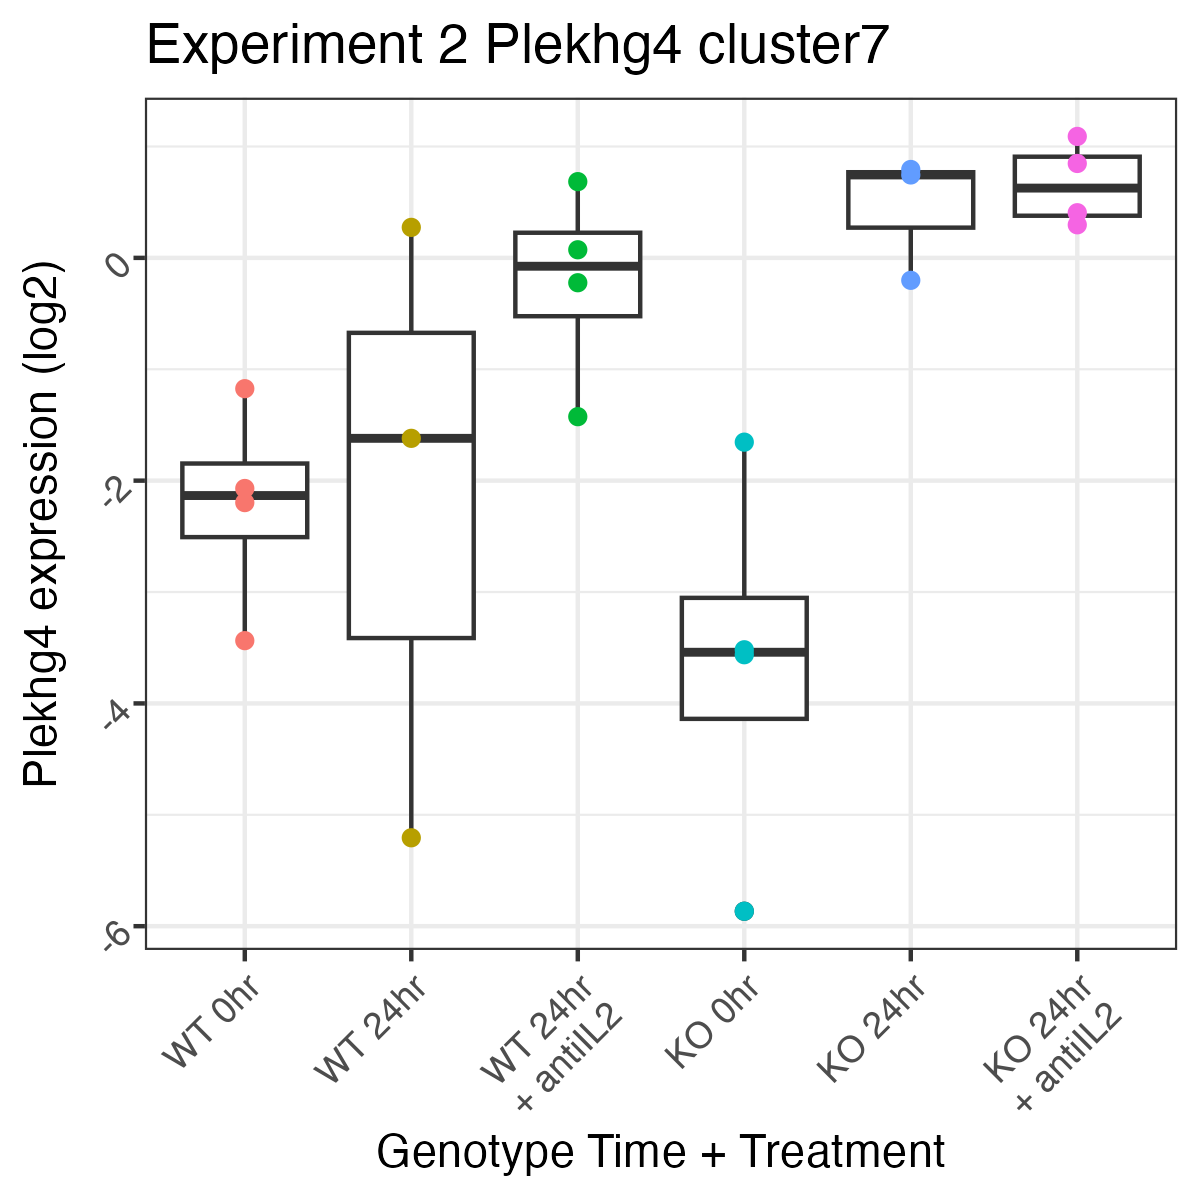 Experiment 2 Plekhg4 cluster7
Plekhg4 expression (log2)
0
-2
-4
-6
WT 0hr
WT 24hr
WT 24hr
+ antiIL2
KO 0hr
KO 24hr
KO 24hr
+ antiIL2
Genotype Time + Treatment